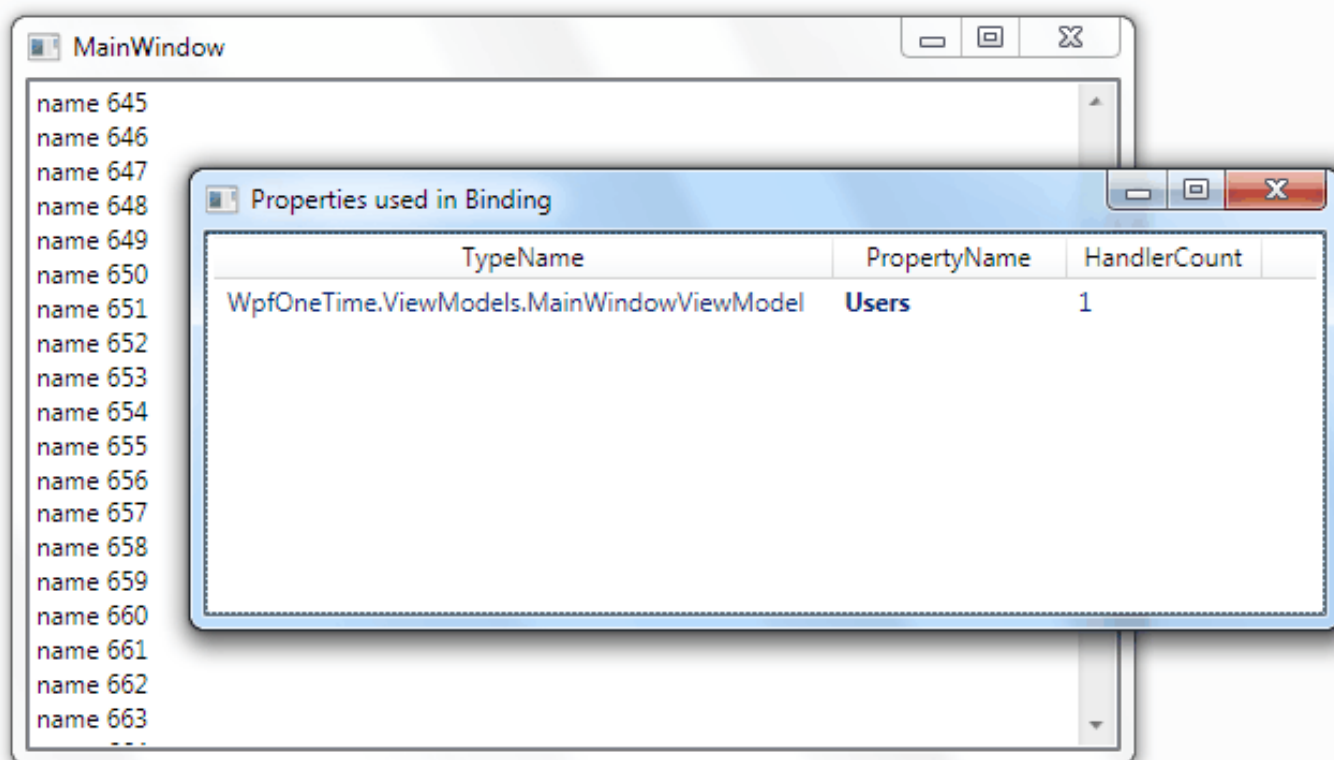 MainWindow
name 645
name 646
name 647
name 648
name 649
name 650
name 651
name 652
name 653
name 654
name 655
name 656
name 657
name 658
name 659
name 660
name 661
name 662
name 663
Properties used in Binding
TypeName PropertyName HandlerCount
WpfOneTime.ViewModels.MainWindowViewModel Users 1